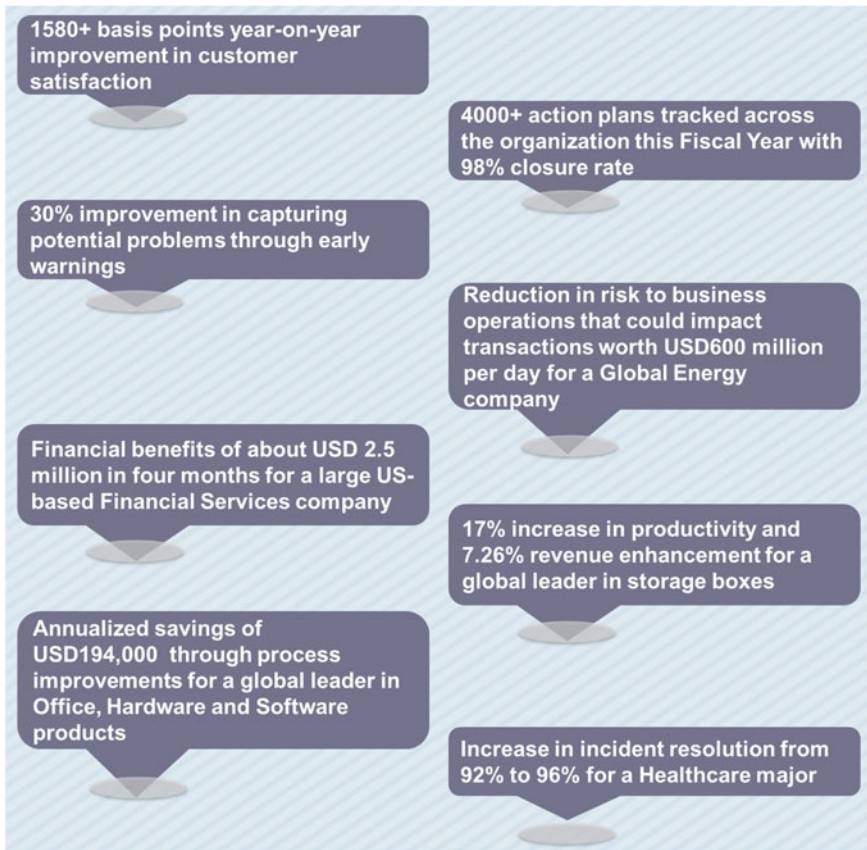 1580+ basis points year-on-year
improvement in customer
satisfaction
4000+ action plans tracked across
the organization this Fiscal Year with
98% closure rate
30% improvement in capturing
potential problems through early
warnings
Reduction in risk to business
operations that could impact
transactions worth USD600 million
per day for a Global Energy
company
Financial benefits of about USD 2.5
million in four months for a large US-
based Financial Services company
17% increase in productivity and
7.26% revenue enhancement for a
global leader in storage boxes
Annualized savings of
USD194,000 through process
improvements for a global leader in
Office, Hardware and Software
products
Increase in incident resolution from
92% to 96% for a Healthcare major